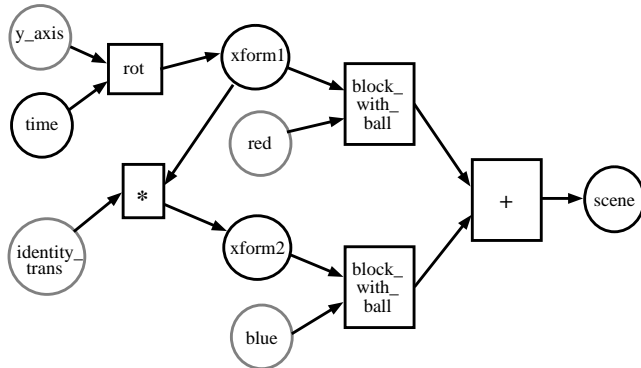 y_axis
rot
xform1
time
block_
with_
ball
red
*
+
scene
identity_
trans
xform2
block_
with_
ball
blue